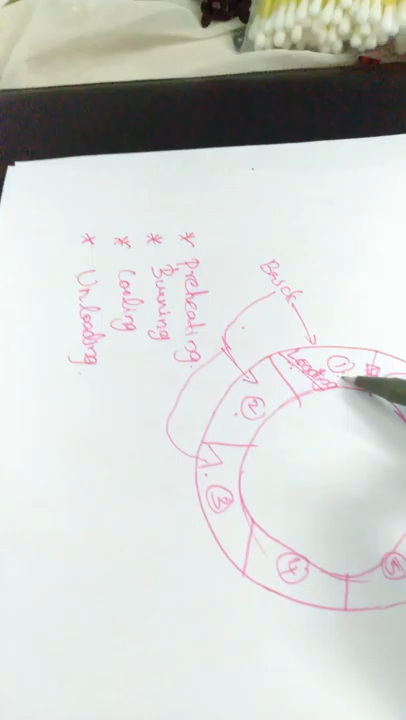 * Preheating.
* Burning
* Cooling
* Unloading.
Brick
Loading
1
2
3
4
5